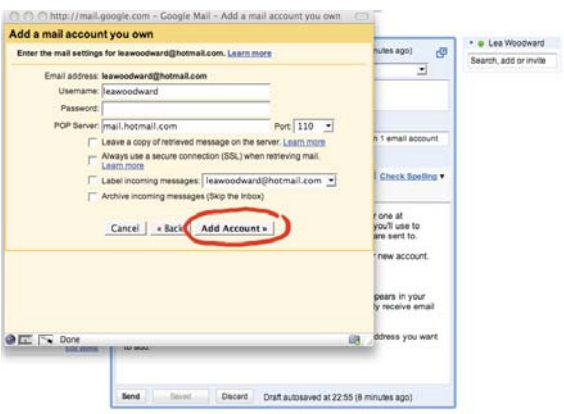 http://mail.google.com - Google Mail - Add a mail account you own
Add a mail account you own
Enter the mail settings for leawoodward@hotmail.com. Learn more
Email address: leawoodward@hotmail.com
Username: leawoodward
Password:
POP Server: mail.hotmail.com Port: 110
Leave a copy of retrieved message on the server. Learn more
Always use a secure connection (SSL) when retrieving mail.
Learn more
Label incoming messages: leawoodward@hotmail.com
Archive incoming messages (Skip the Inbox)
Cancel « Back Add Account »
Done
nutes ago)
n 1 email account
Check Spelling ▼
r one at
you'll use to
are sent to.
new account.
pears in your
ly receive email
ddress you want
to add.
Send Saved Discard Draft autosaved at 22:55 (8 minutes ago)
Lea Woodward
Search, add or invite